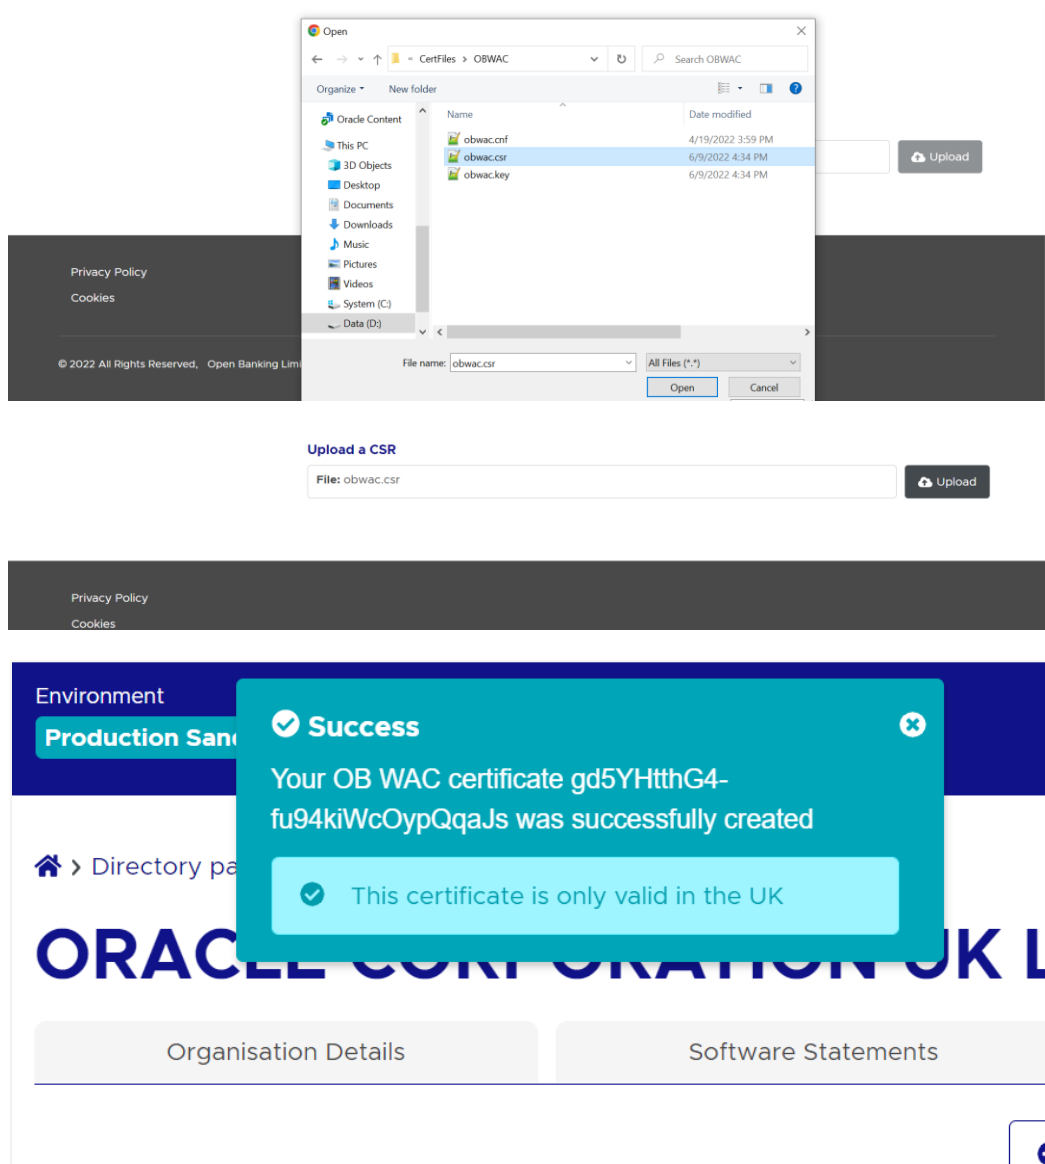 Open
CertFiles > OBWAC
Search OBWAC
Organize
New folder
Name
Date modified
Oracle Content
This PC
3D Objects
Desktop
Documents
Downloads
Music
Pictures
Videos
System (C:)
Data (D:)
obwac.cnf 4/19/2022 3:59 PM
obwac.csr 6/9/2022 4:34 PM
obwac.key 6/9/2022 4:34 PM
Upload
Privacy Policy
Cookies
© 2022 All Rights Reserved, Open Banking Limi
File name: obwac.csr
All Files (*.*)
Open
Cancel
Upload a CSR
File: obwac.csr
Upload
Privacy Policy
Cookies
Environment
Production San
Success
Your OB WAC certificate gd5YHtthG4-
fu94kiWcOypQqaJs was successfully created
This certificate is only valid in the UK
Directory pa
ORACLE CORPORATION UK L
Organisation Details
Software Statements